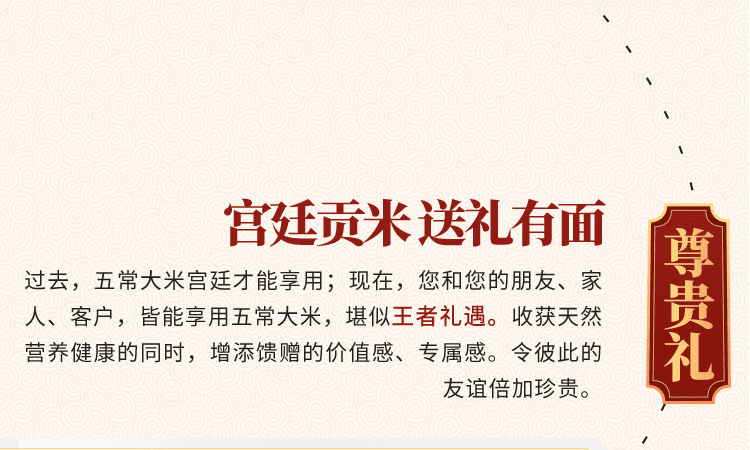 宫廷贡米 送礼有面
过去，五常大米宫廷才能享用；现在，您和您的朋友、家
人、客户，皆能享用五常大米，堪似王者礼遇。收获天然
营养健康的同时，增添馈赠的价值感、专属感。令彼此的
友谊倍加珍贵。
尊贵礼